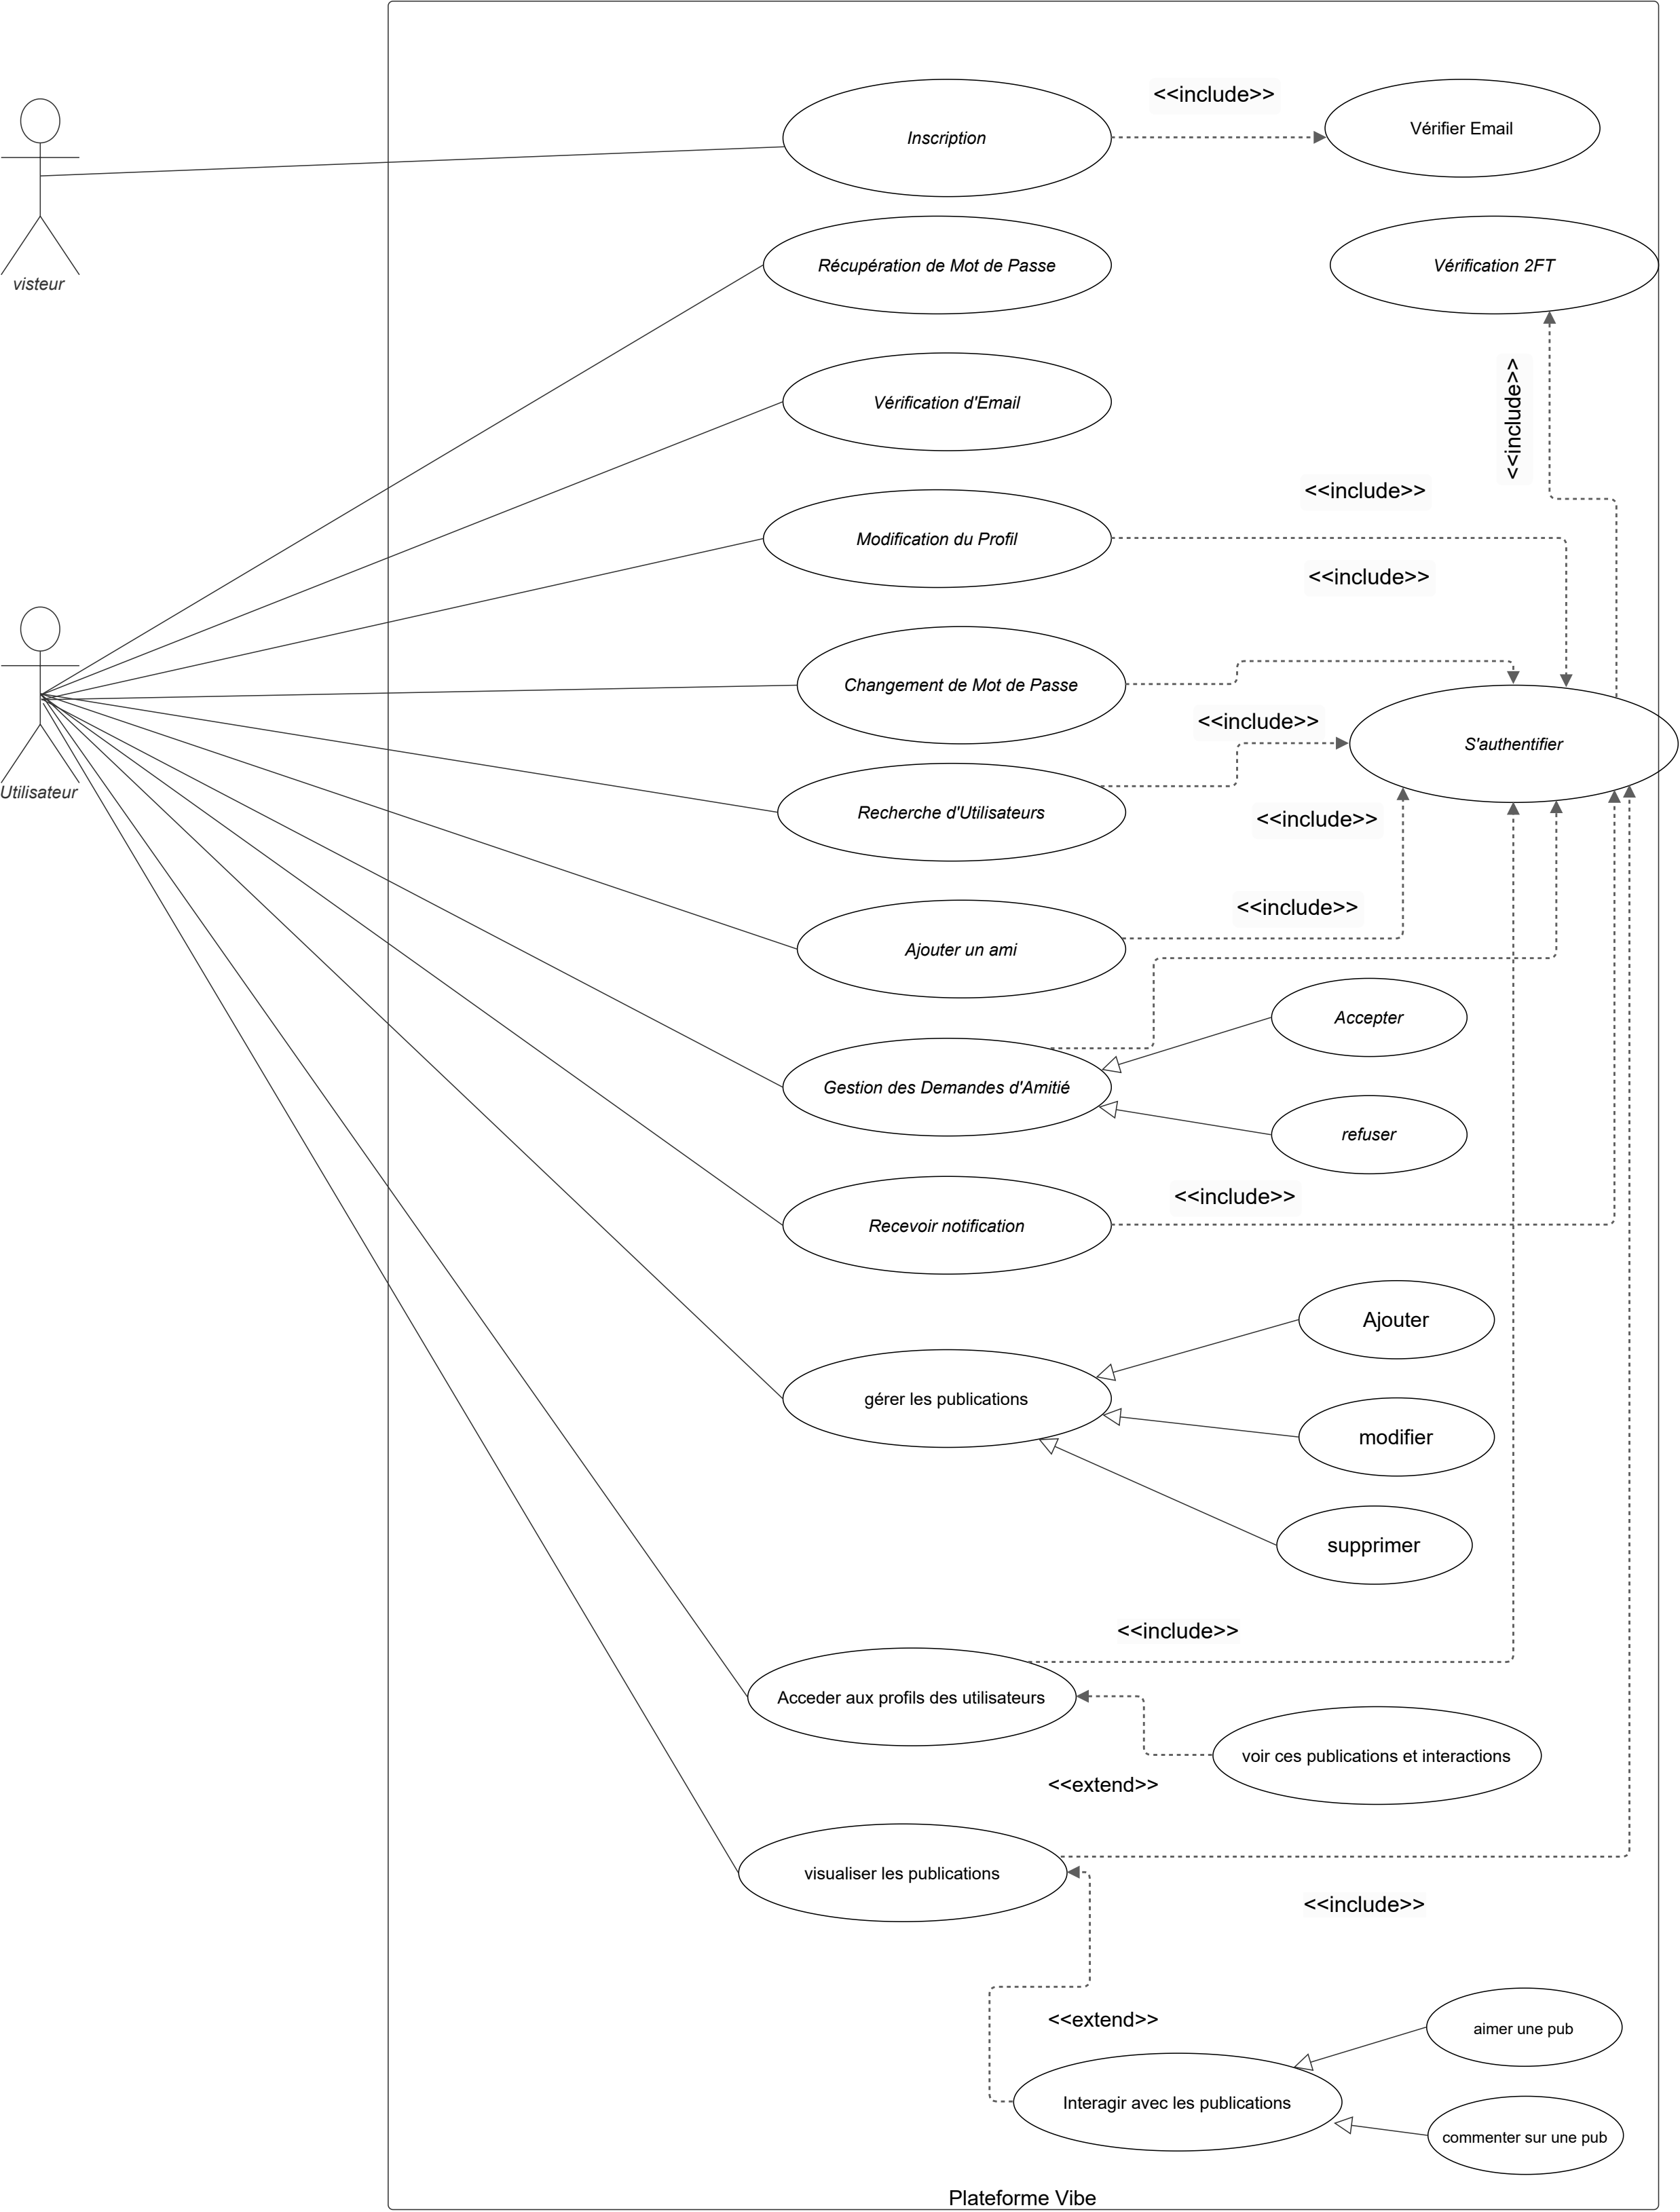 <<include>>
Inscription
Vérifier Email
Récupération de Mot de Passe
Vérification 2FT
visteur
<<include>>
Vérification d'Email
<<include>>
Modification du Profil
<<include>>
Changement de Mot de Passe
<<include>>
S'authentifier
Utilisateur
Recherche d'Utilisateurs
<<include>>
<<include>>
Ajouter un ami
Accepter
Gestion des Demandes d'Amitié
refuser
<<include>>
Recevoir notification
Ajouter
gérer les publications
modifier
supprimer
<<include>>
Acceder aux profils des utilisateurs
voir ces publications et interactions
<<extend>>
visualiser les publications
<<include>>
<<extend>>
aimer une pub
Interagir avec les publications
commenter sur une pub
Plateforme Vibe